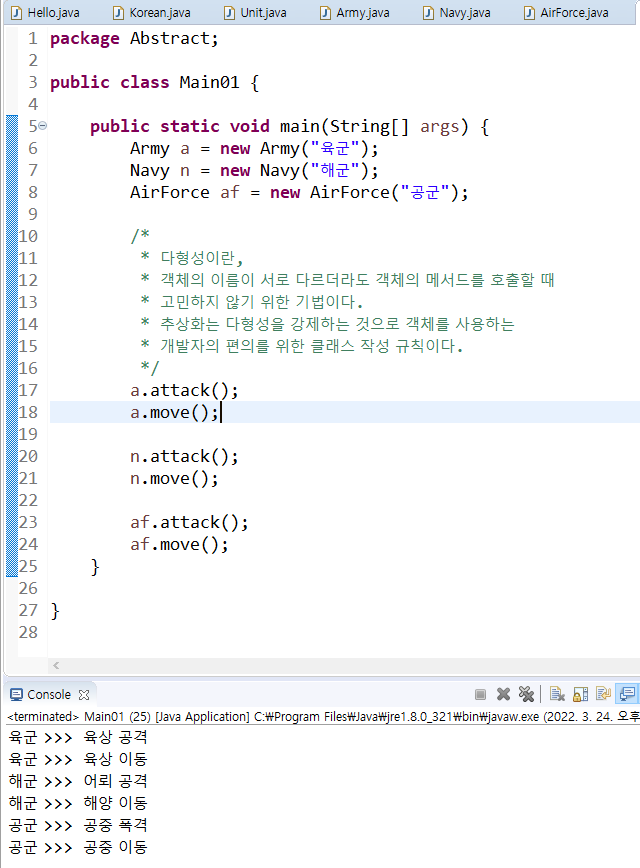 Hello.java Korean.java Unit.java Army.java Navy.java AirForce.java
1 package Abstract;
2
3 public class Main01 {
4
5 public static void main(String[] args) {
6 Army a = new Army("육군");
7 Navy n = new Navy("해군");
8 AirForce af = new AirForce("공군");
9
10 /*
11 * 다형성이란,
12 * 객체의 이름이 서로 다르더라도 객체의 메서드를 호출할 때
13 * 고민하지 않기 위한 기법이다.
14 * 추상화는 다형성을 강제하는 것으로 객체를 사용하는
15 * 개발자의 편의를 위한 클래스 작성 규칙이다.
16 */
17 a.attack();
18 a.move();
19
20 n.attack();
21 n.move();
22
23 af.attack();
24 af.move();
25 }
26
27 }
28
Console
<terminated> Main01 (25) [Java Application] C:₩Program Files₩Java₩jre1.8.0_321₩bin₩javaw.exe (2022. 3. 24. 오후
육군 >>> 육상 공격
육군 >>> 육상 이동
해군 >>> 어뢰 공격
해군 >>> 해양 이동
공군 >>> 공중 폭격
공군 >>> 공중 이동